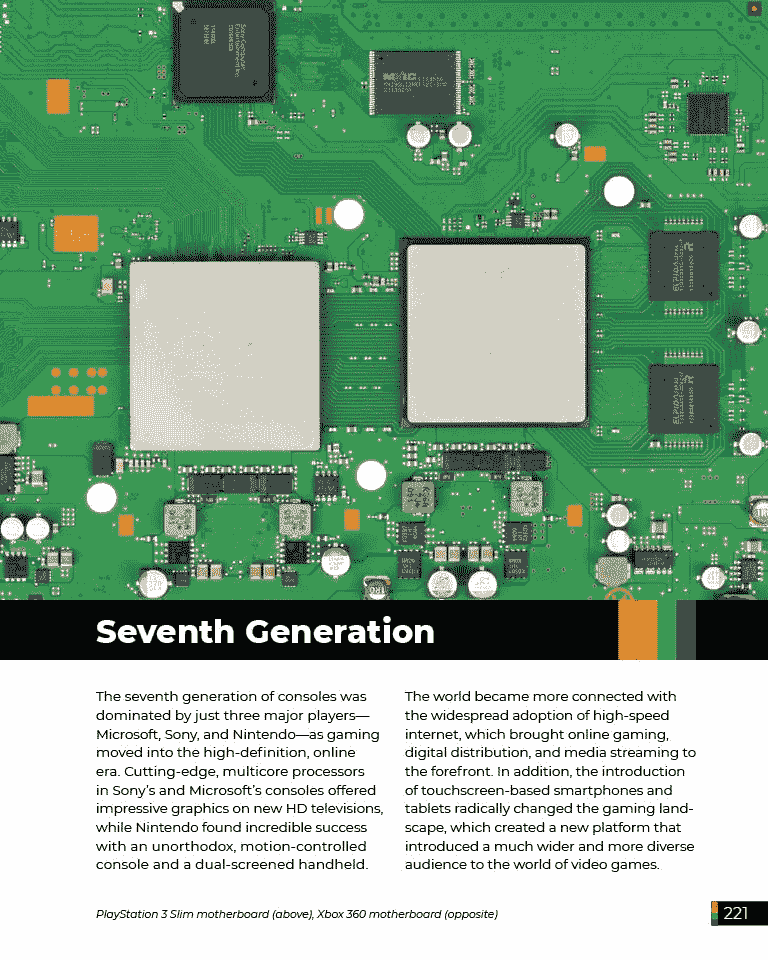 Seventh Generation
The seventh generation of consoles was
dominated by just three major players—
Microsoft, Sony, and Nintendo—as gaming
moved into the high-definition, online
era. Cutting-edge, multicore processors
in Sony’s and Microsoft’s consoles offered
impressive graphics on new HD televisions,
while Nintendo found incredible success
with an unorthodox, motion-controlled
console and a dual-screened handheld.
The world became more connected with
the widespread adoption of high-speed
internet, which brought online gaming,
digital distribution, and media streaming to
the forefront. In addition, the introduction
of touchscreen-based smartphones and
tablets radically changed the gaming land-
scape, which created a new platform that
introduced a much wider and more diverse
audience to the world of video games.
PlayStation 3 Slim motherboard (above), Xbox 360 motherboard (opposite)
221